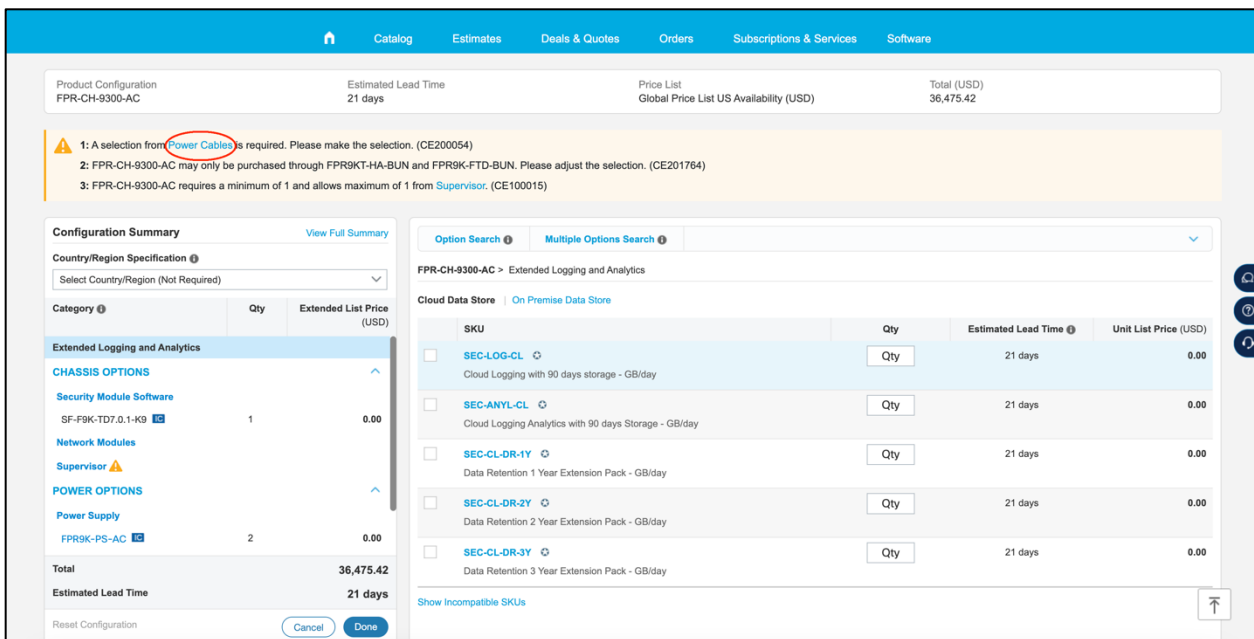 Catalog Estimates Deals & Quotes Orders Subscriptions & Services Software
Product Configuration Estimated Lead Time Price List Total (USD)
FPR-CH-9300-AC 21 days Global Price List US Availability (USD) 36,475.42
1: A selection from Power Cables is required. Please make the selection. (CE200054)
2: FPR-CH-9300-AC may only be purchased through FPR9KT-HA-BUN and FPR9K-FTD-BUN. Please adjust the selection. (CE201764)
3: FPR-CH-9300-AC requires a minimum of 1 and allows maximum of 1 from Supervisor. (CE100015)
Configuration Summary View Full Summary
Country/Region Specification
Select Country/Region (Not Required)
Category Qty Extended List Price
(USD)
Extended Logging and Analytics
CHASSIS OPTIONS
Security Module Software
SF-F9K-TD7.0.1-K9 IC 1 0.00
Network Modules
Supervisor
POWER OPTIONS
Power Supply
FPR9K-PS-AC IC 2 0.00
Total 36,475.42
Estimated Lead Time 21 days
Reset Configuration Cancel Done
Option Search Multiple Options Search
FPR-CH-9300-AC > Extended Logging and Analytics
Cloud Data Store | On Premise Data Store
SKU Qty Estimated Lead Time Unit List Price (USD)
SEC-LOG-CL Qty 21 days 0.00
Cloud Logging with 90 days storage - GB/day
SEC-ANYL-CL Qty 21 days 0.00
Cloud Logging Analytics with 90 days Storage - GB/day
SEC-CL-DR-1Y Qty 21 days 0.00
Data Retention 1 Year Extension Pack - GB/day
SEC-CL-DR-2Y Qty 21 days 0.00
Data Retention 2 Year Extension Pack - GB/day
SEC-CL-DR-3Y Qty 21 days 0.00
Data Retention 3 Year Extension Pack - GB/day
Show Incompatible SKUs